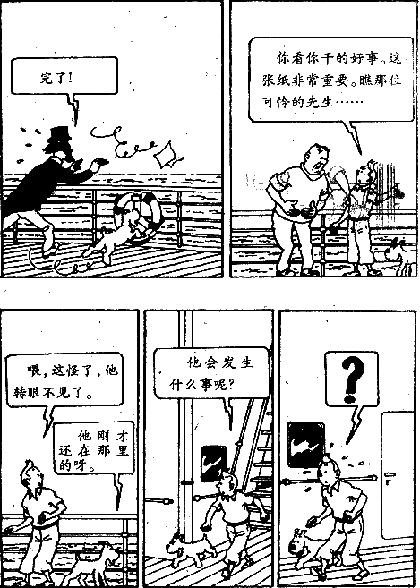 完了!
你看你干的好事。这
张纸非常重要。瞧那位
可怜的先生……
喂,这怪了,他
转眼不见了。
他刚才
还在那里
的呀。
他会发生
什么事呢?
?